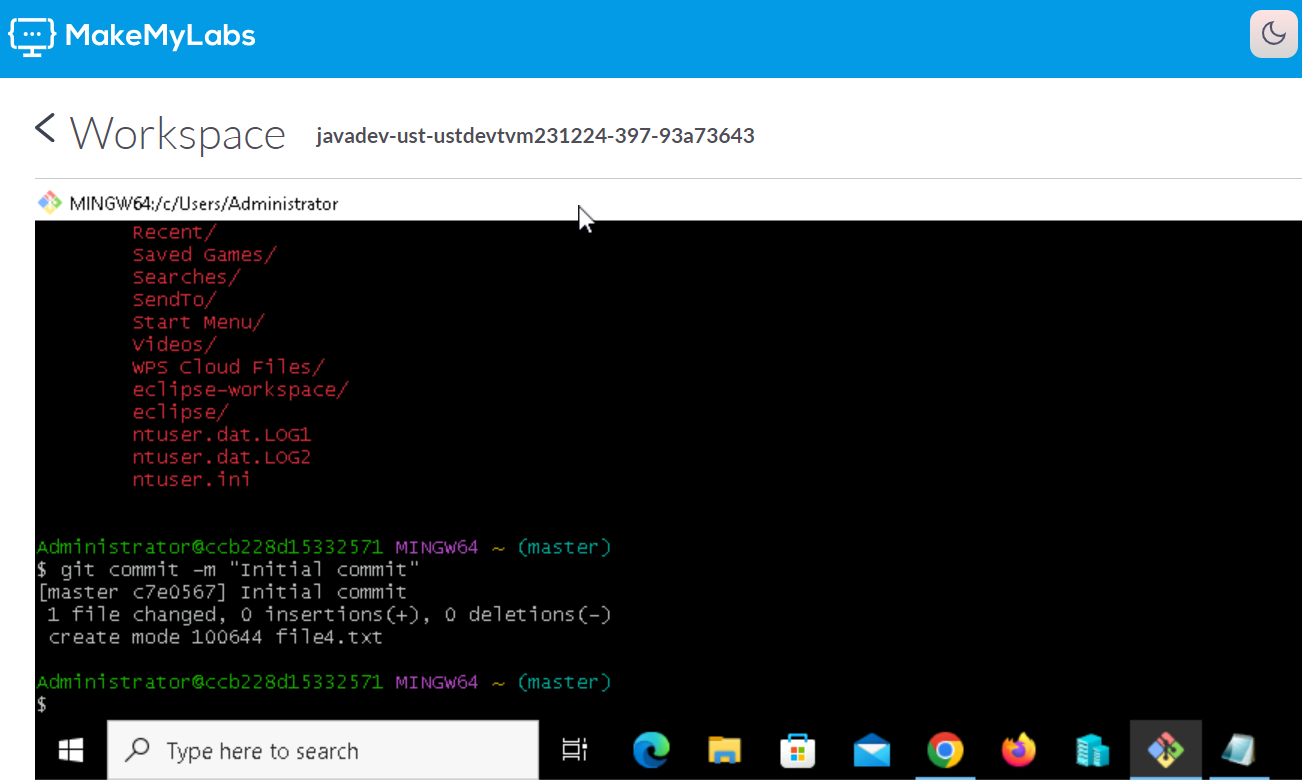 MakeMyLabs
Workspace javadev-ust-ustdevtvm231224-397-93a73643
MINGW64:/c/Users/Administrator
Recent/
Saved Games/
Searches/
SendTo/
Start Menu/
Videos/
WPS Cloud Files/
eclipse-workspace/
eclipse/
ntuser.dat.LOG1
ntuser.dat.LOG2
ntuser.ini
Administrator@ccb228d15332571 MINGW64 ~ (master)
$ git commit -m "Initial commit"
[master c7e0567] Initial commit
1 file changed, 0 insertions(+), 0 deletions(-)
create mode 100644 file4.txt
Administrator@ccb228d15332571 MINGW64 ~ (master)
$
Type here to search